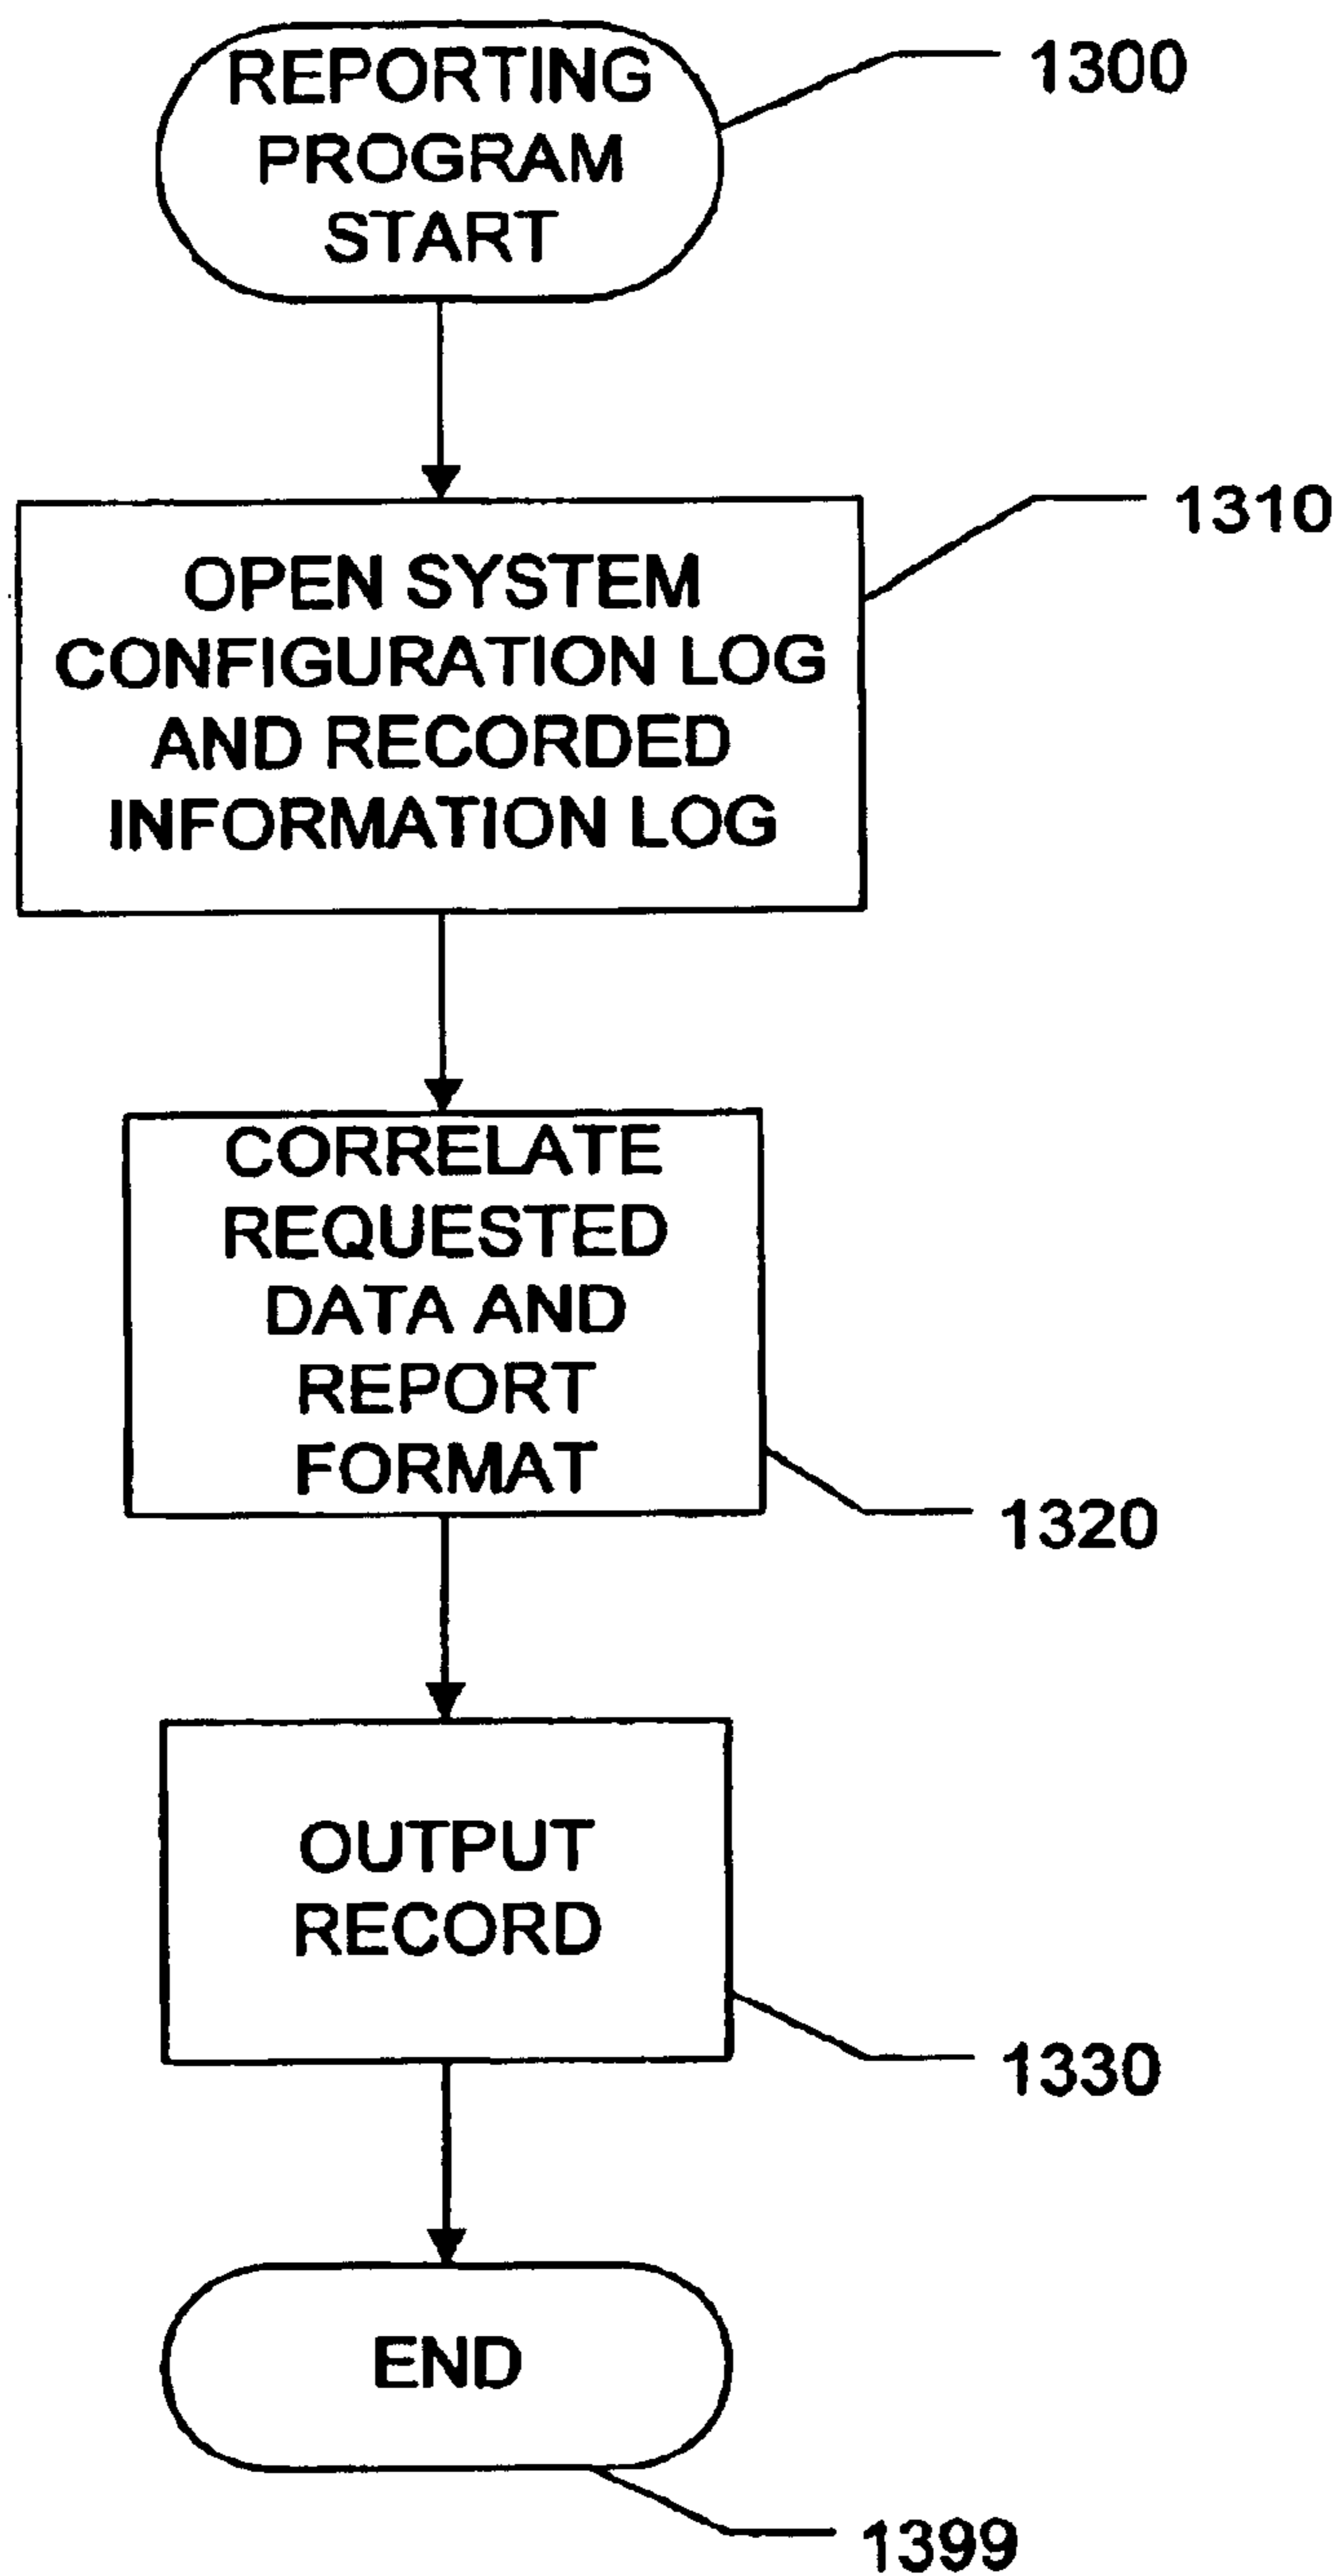 REPORTING
PROGRAM
START
1300
OPEN SYSTEM
CONFIGURATION LOG
AND RECORDED
INFORMATION LOG
1310
CORRELATE
REQUESTED
DATA AND
REPORT
FORMAT
1320
OUTPUT
RECORD
1330
END
1399